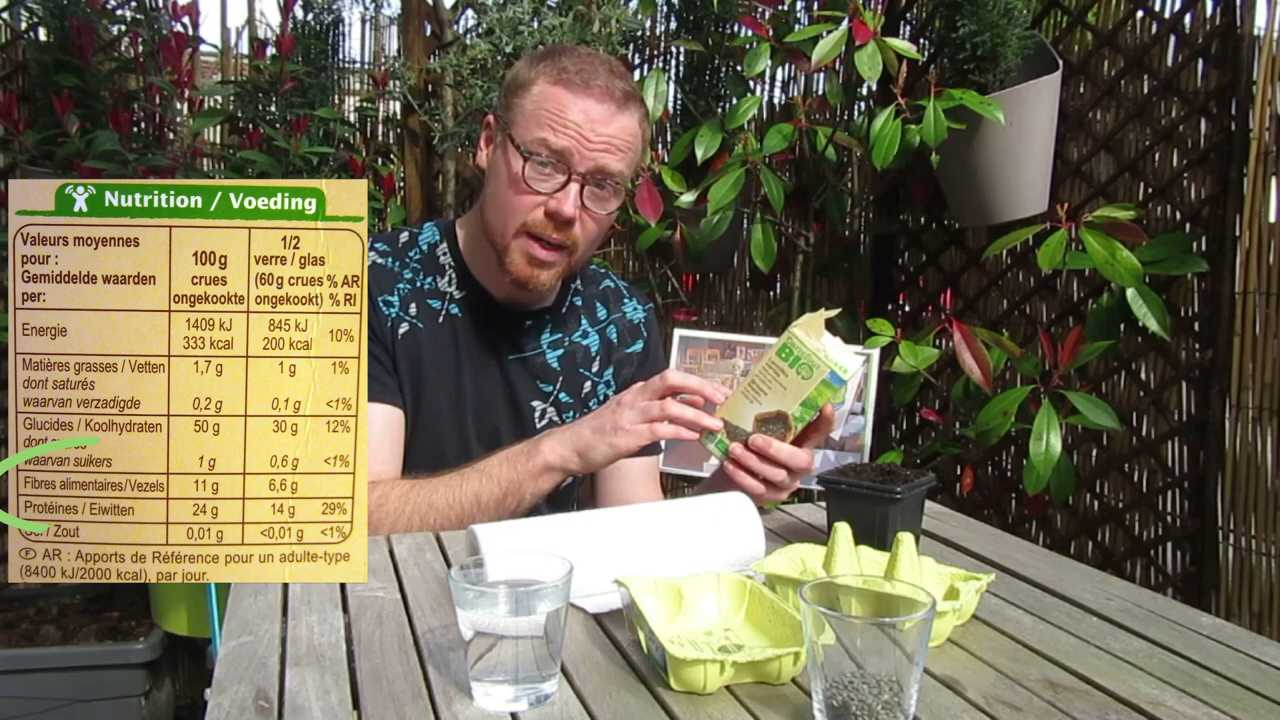 Nutrition / Voeding
Valeurs moyennes pour :
Gemiddelde waarden per:
100 g crues ongekookte
1/2 verre / glas (60 g crues ongekookt)
% AR
% RI
Energie 1409 kJ 333 kcal 845 kJ 200 kcal 10%
Matières grasses / Vetten 1,7 g 1 g 1%
dont saturés
waarvan verzadigde 0,2 g 0,1 g <1%
Glucides / Koolhydraten 50 g 30 g 12%
dont
waarvan suikers 1 g 0,6 g <1%
Fibres alimentaires/Vezels 11 g 6,6 g
Protéines / Eiwitten 24 g 14 g 29%
/ Zout 0,01 g <0,01 g <1%
F AR : Apports de Référence pour un adulte-type
(8400 kJ/2000 kcal), par jour.
BIO